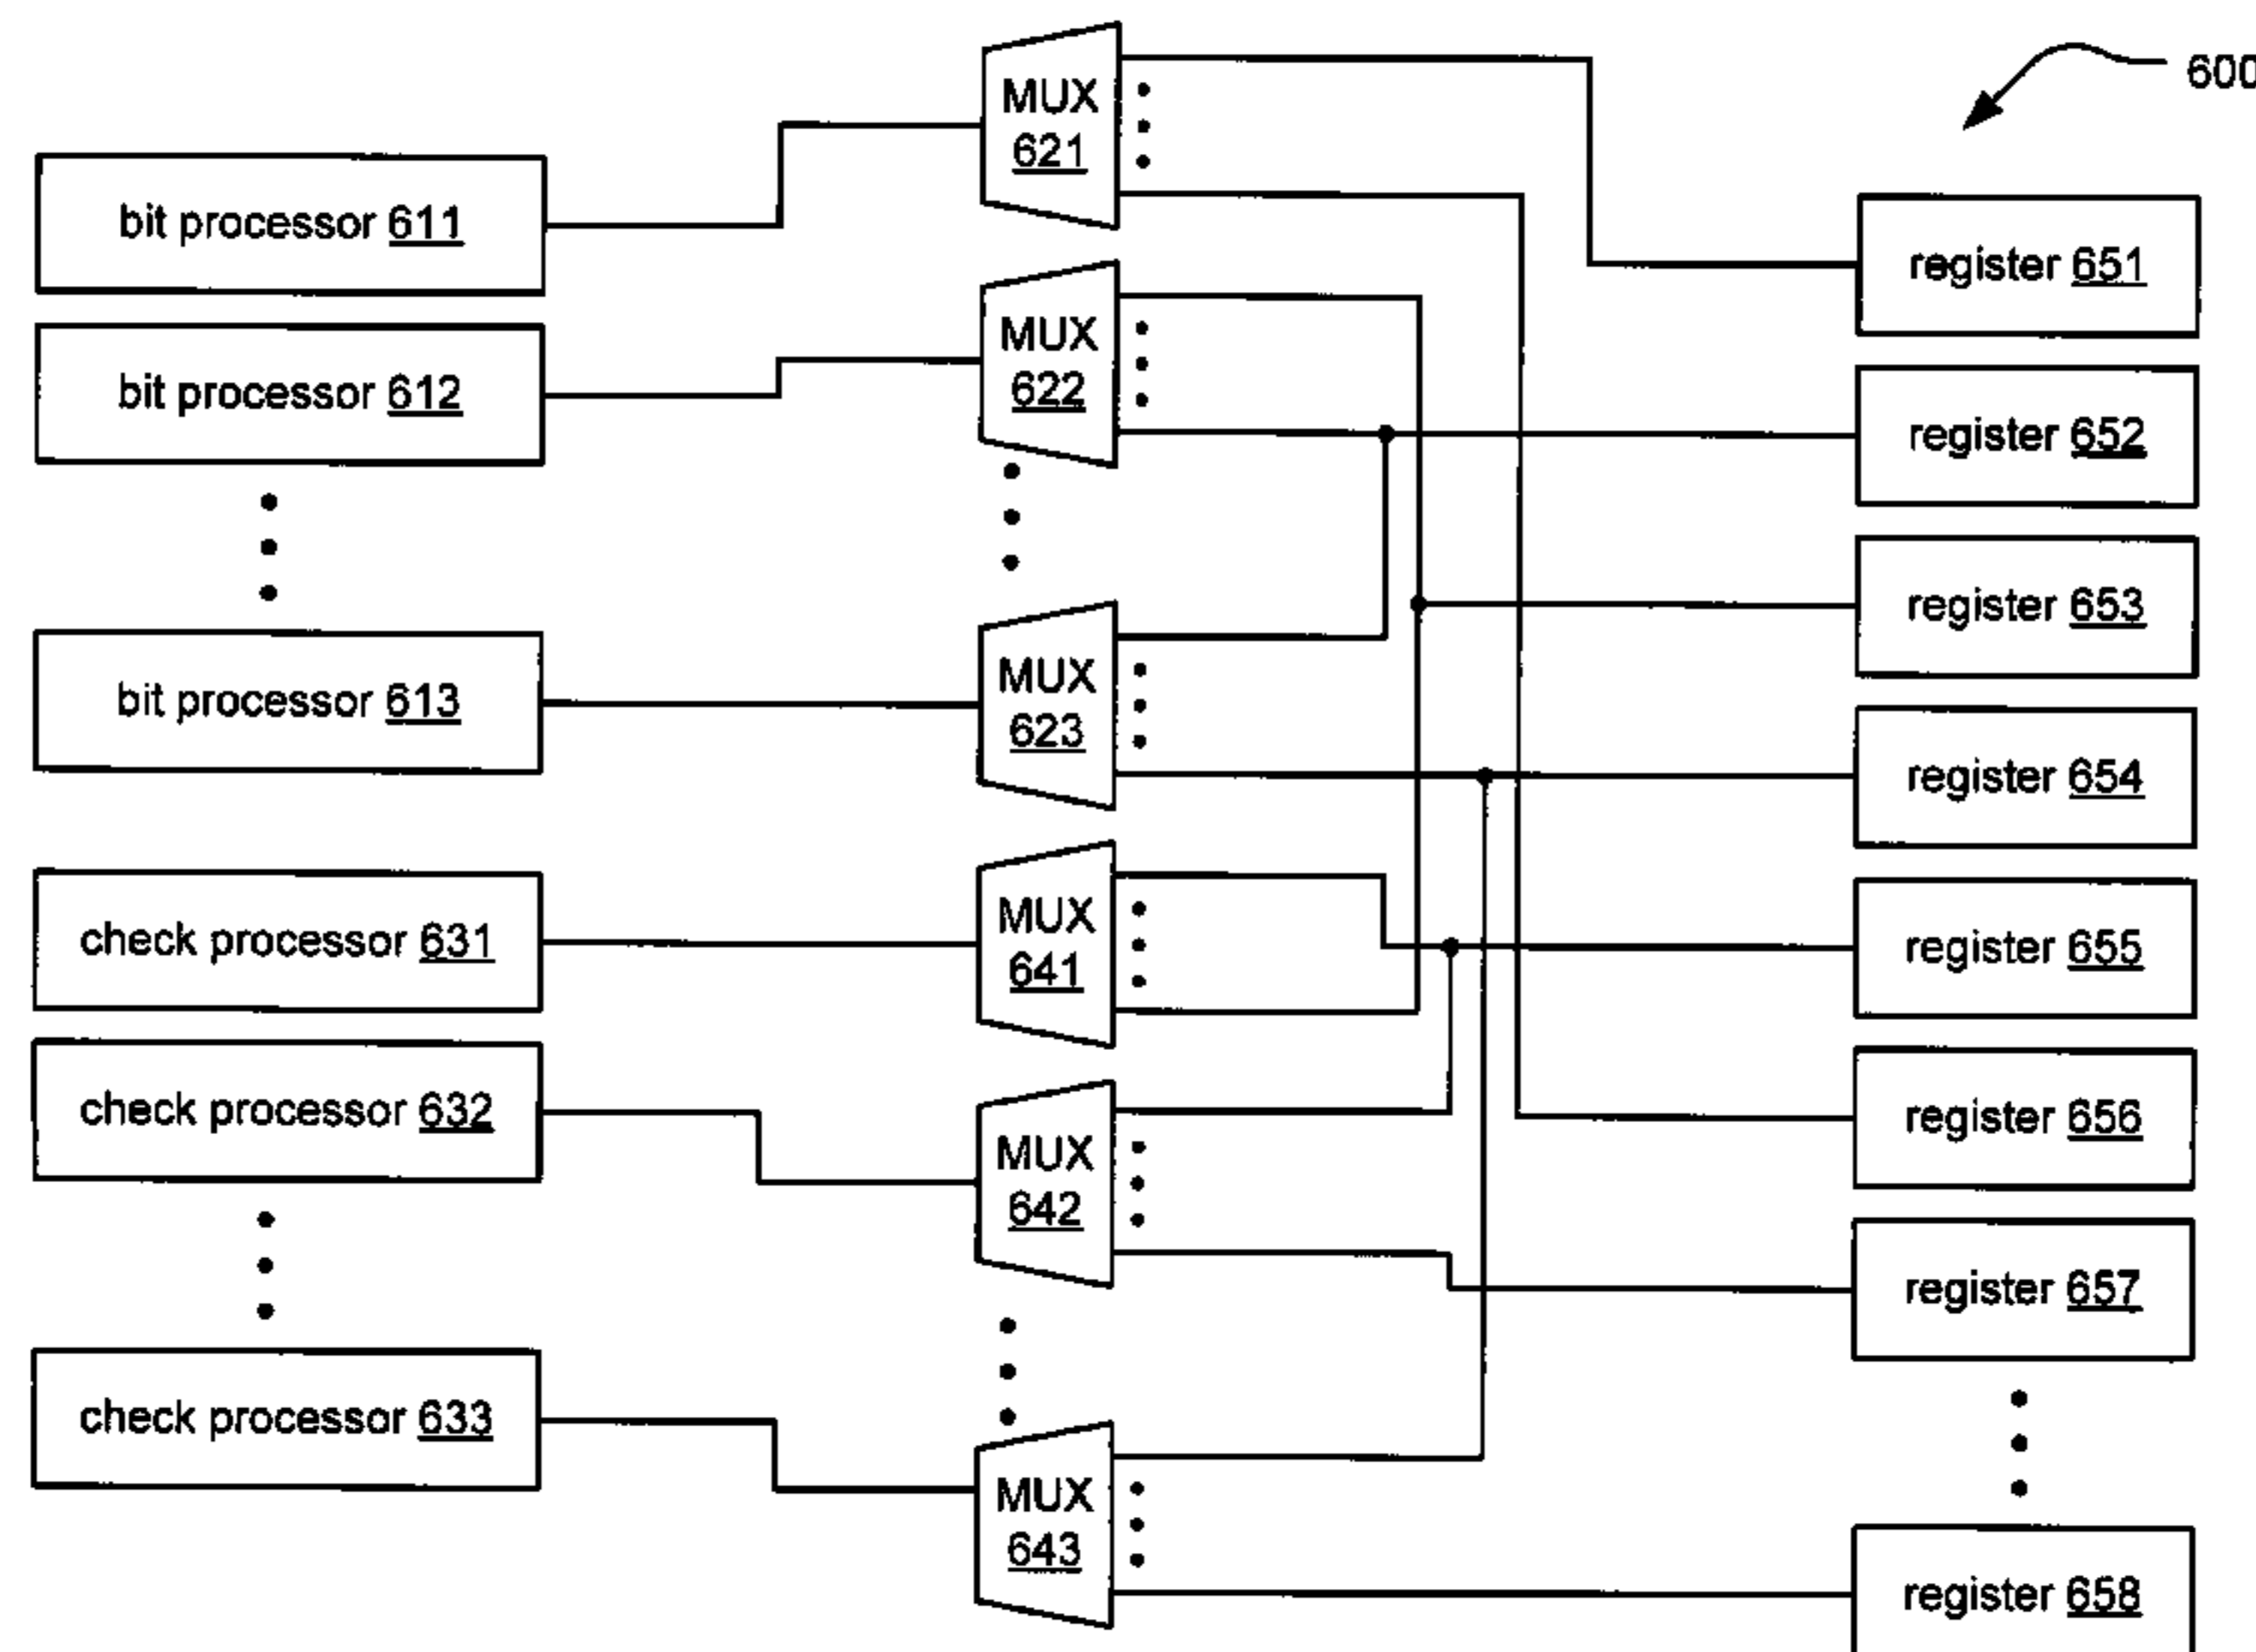 600
bit processor 611
bit processor 612
bit processor 613
check processor 631
check processor 632
check processor 633
MUX
621
MUX
622
MUX
623
MUX
641
MUX
642
MUX
643
register 651
register 652
register 653
register 654
register 655
register 656
register 657
register 658